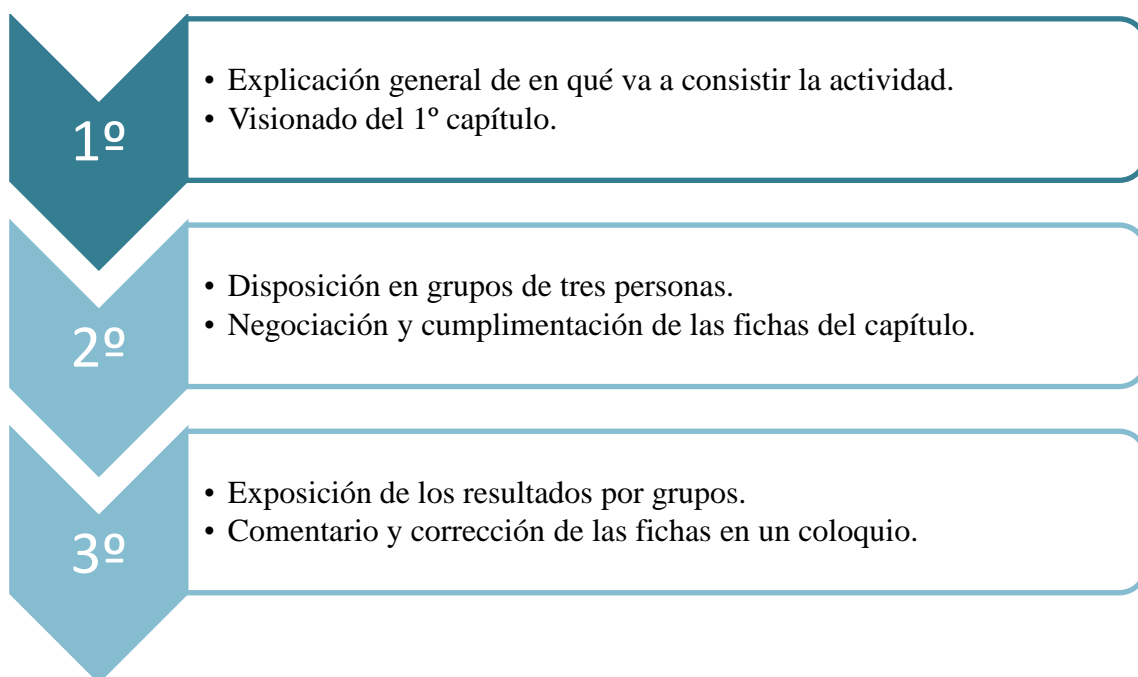 1º
• Explicación general de en qué va a consistir la actividad.
• Visionado del 1º capítulo.
2º
• Disposición en grupos de tres personas.
• Negociación y cumplimentación de las fichas del capítulo.
3º
• Exposición de los resultados por grupos.
• Comentario y corrección de las fichas en un coloquio.